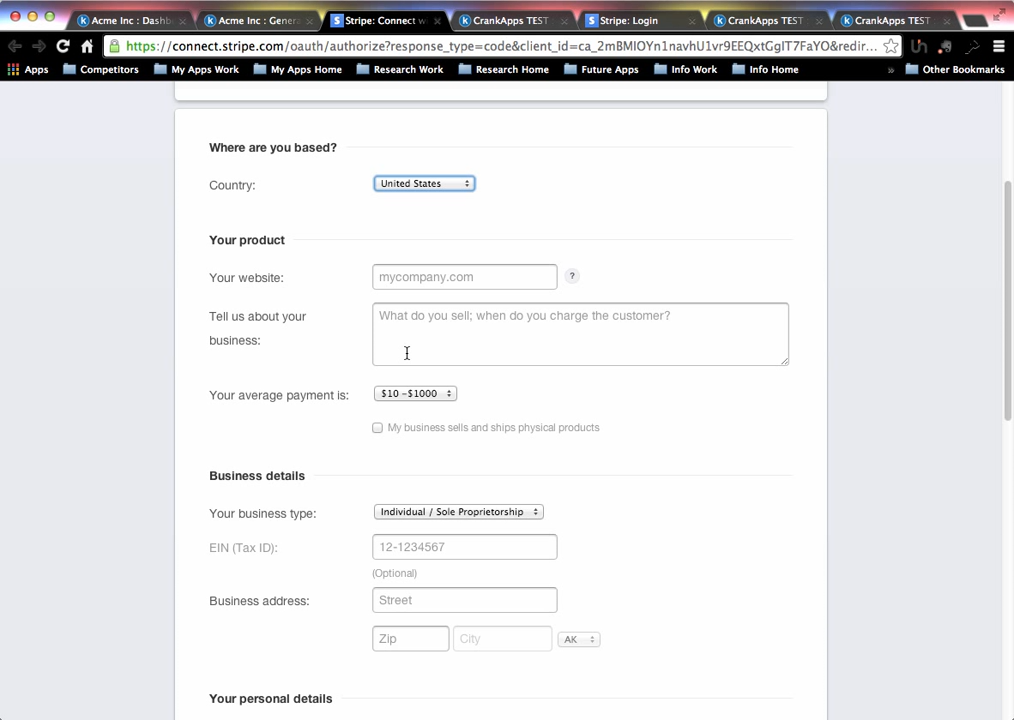 Acme Inc : Dashb
Acme Inc : Gener
Stripe: Connect w
CrankApps TEST
Stripe: Login
CrankApps TEST
CrankApps TEST
https://connect.stripe.com/oauth/authorize?response_type=code&client_id=ca_2mBMIOYn1navhU1vr9EEQxtGgIT7FaYO&redir...
Apps
Competitors
My Apps Work
My Apps Home
Research Work
Research Home
Future Apps
Info Work
Info Home
»
Other Bookmarks
Where are you based?
Country:
United States
Your product
Your website:
mycompany.com
?
Tell us about your
business:
What do you sell; when do you charge the customer?
Your average payment is:
$10 –$1000
My business sells and ships physical products
Business details
Your business type:
Individual / Sole Proprietorship
EIN (Tax ID):
12-1234567
(Optional)
Business address:
Street
Zip
City
AK
Your personal details